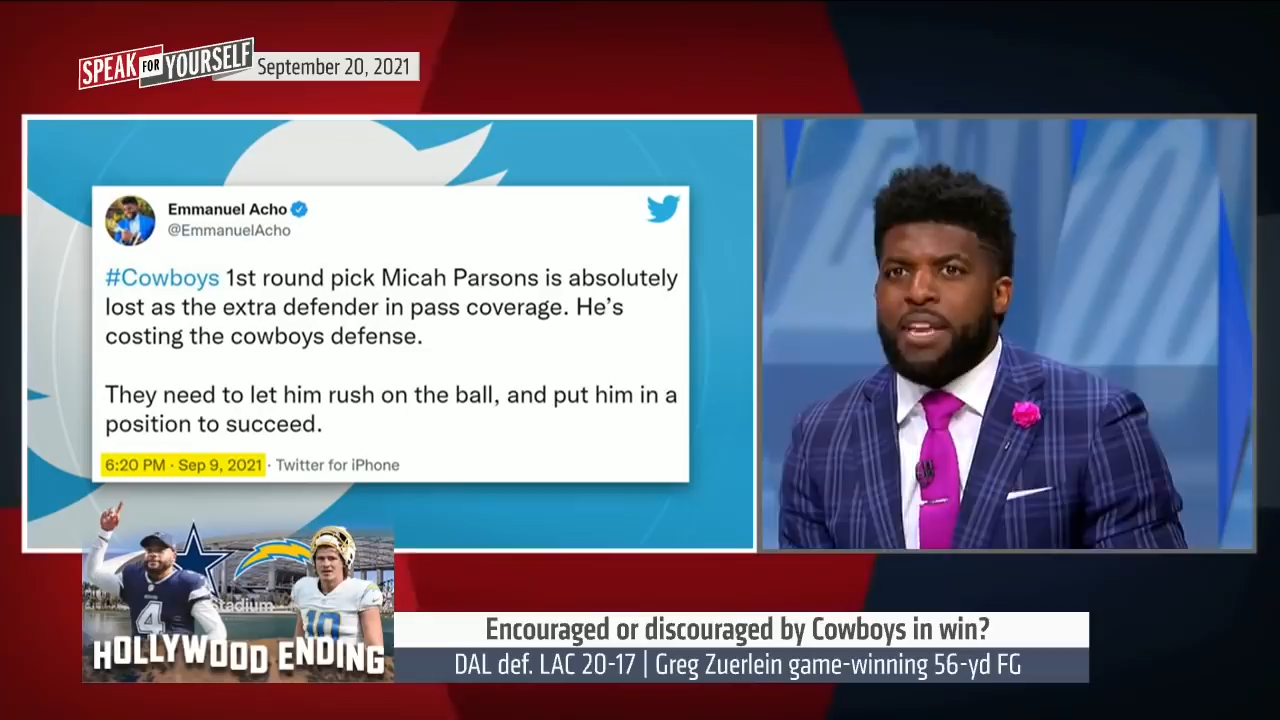 SPEAK FOR YOURSELF
September 20, 2021
Emmanuel Acho
@EmmanuelAcho
#Cowboys 1st round pick Micah Parsons is absolutely
lost as the extra defender in pass coverage. He’s
costing the cowboys defense.
They need to let him rush on the ball, and put him in a
position to succeed.
6:20 PM · Sep 9, 2021 · Twitter for iPhone
Stadium
4
10
HOLLYWOOD ENDING
Encouraged or discouraged by Cowboys in win?
DAL def. LAC 20-17 | Greg Zuerlein game-winning 56-yd FG